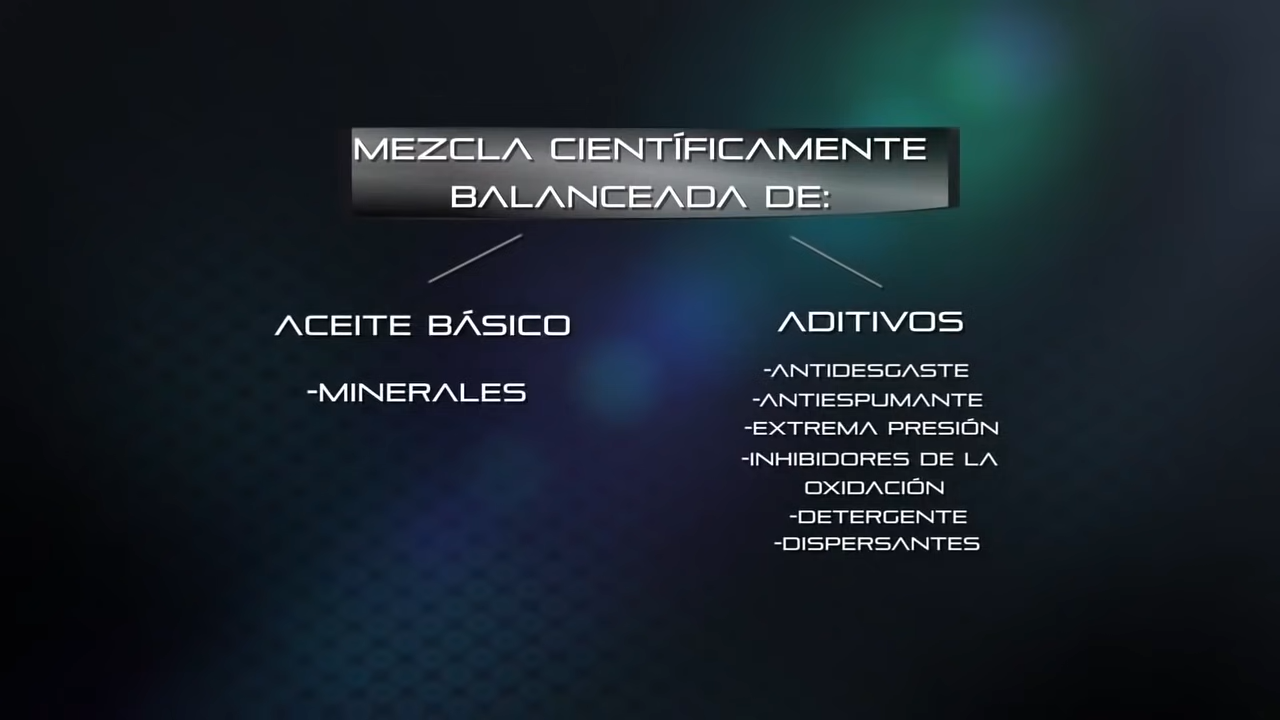 MEZCLA CIENTÍFICAMENTE
BALANCEADA DE:
ACEITE BÁSICO
-MINERALES
ADITIVOS
-ANTIDESGASTE
-ANTIESPUMANTE
-EXTREMA PRESIÓN
-INHIBIDORES DE LA
OXIDACIÓN
-DETERGENTE
-DISPERSANTES